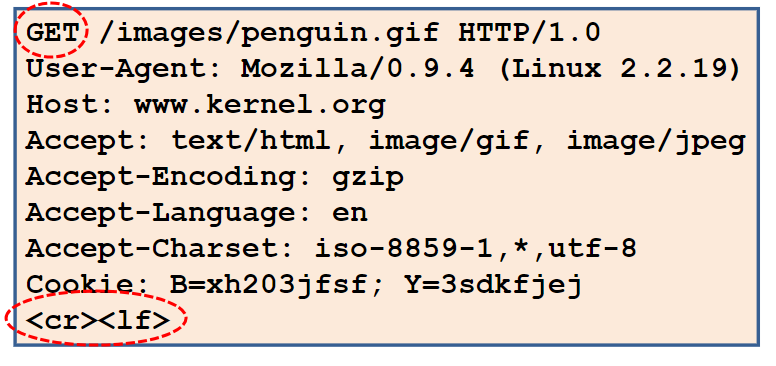 GET /images/penguin.gif HTTP/1.0
User-Agent: Mozilla/0.9.4 (Linux 2.2.19)
Host: www.kernel.org
Accept: text/html, image/gif, image/jpeg
Accept-Encoding: gzip
Accept-Language: en
Accept-Charset: iso-8859-1,*,utf-8
Cookie: B=xh203jfsf; Y=3sdkfjej
<cr><lf>